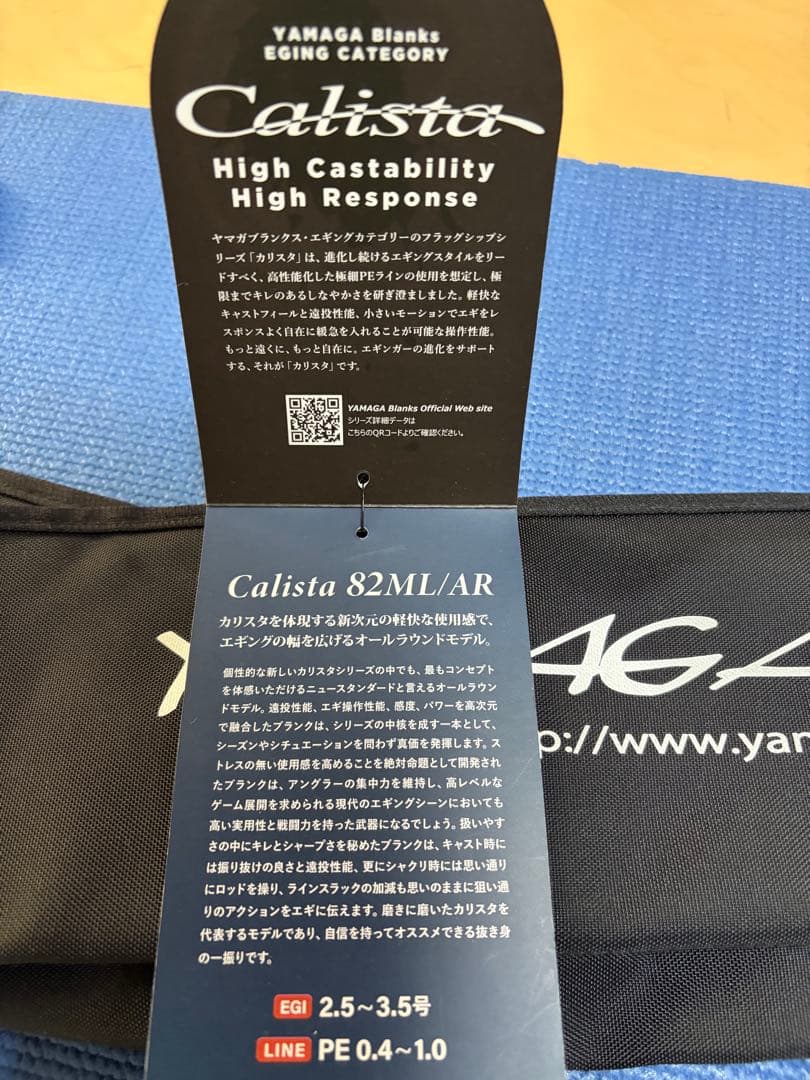 YAMAGA Blanks
EGING CATEGORY
Calista
High Castability
High Response
ヤマガブランクス・エギングカテゴリーのフラッグシップシ
リーズ「カリスタ」は、進化し続けるエギングスタイルをリー
ドすべく、高性能化した極細PEラインの使用を想定し、極
限までキレのあるしなやかさを研ぎ澄ましました。軽快な
キャストフィールと遠投性能、小さいモーションでエギをレ
スポンスよく自在に緩急を入れることが可能な操作性能。
もっと遠くに、もっと自在に。エギンガーの進化をサポート
する、それが「カリスタ」です。
YAMAGA Blanks Official Web site
シリーズ詳細データは
こちらのQRコードよりご確認ください。
Calista 82ML/AR
カリスタを体現する新次元の軽快な使用感で、
エギングの幅を広げるオールラウンドモデル。
個性的な新しいカリスタシリーズの中でも、最もコンセプト
を体感いただけるニュースタンダードと言えるオールラウン
ドモデル。遠投性能、エギ操作性能、感度、パワーを高次元
で融合したブランクは、シリーズの中核を成す一本として、
シーズンやシチュエーションを問わず真価を発揮します。ス
トレスの無い使用感を高めることを絶対命題として開発され
たブランクは、アングラーの集中力を維持し、高レベルな
ゲーム展開を求められる現代のエギングシーンにおいても
高い実用性と戦闘力を持った武器になるでしょう。扱いやす
さの中にキレとシャープさを秘めたブランクは、キャスト時に
は振り抜けの良さと遠投性能、更にシャクリ時には思い通り
にロッドを操り、ラインスラックの加減も思いのままに狙い通
りのアクションをエギに伝えます。磨きに磨いたカリスタを
代表するモデルであり、自信を持ってオススメできる抜き身
の一振りです。
EGI 2.5～3.5号
LINE PE 0.4～1.0
AGA
p://www.yam